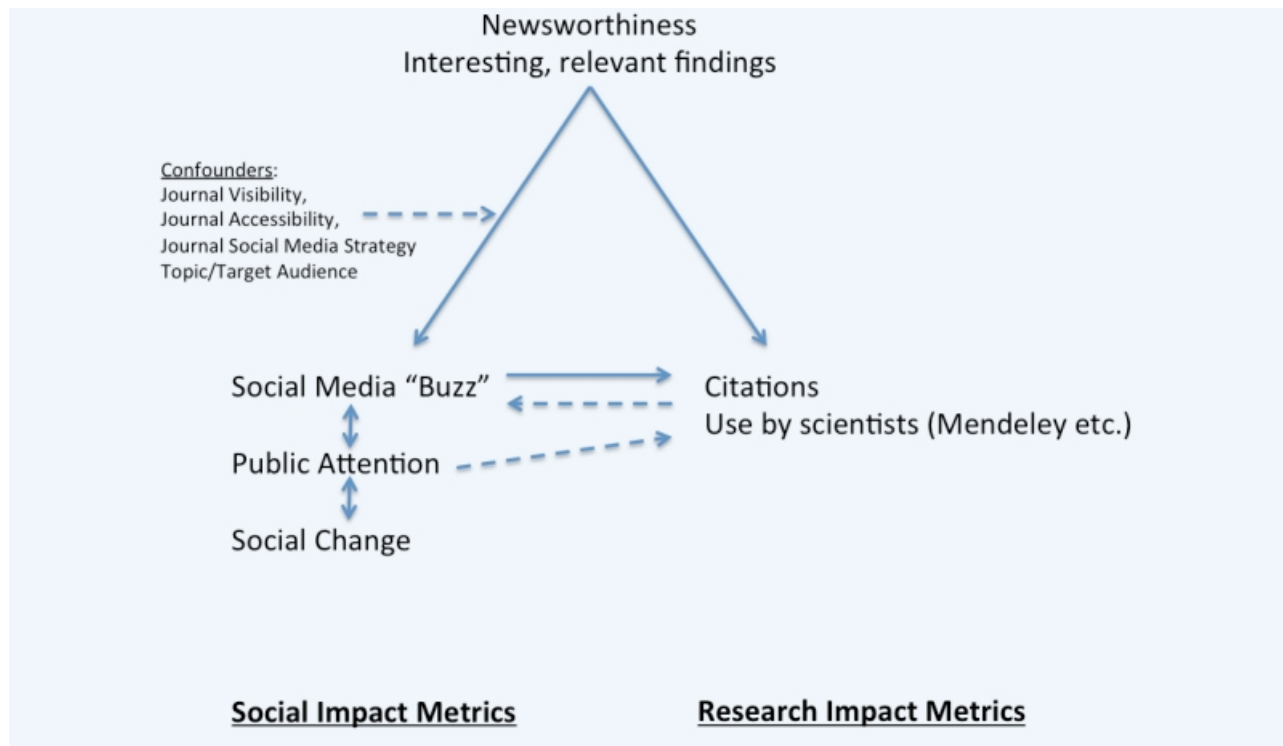 Newsworthiness
Interesting, relevant findings
Confounders:
Journal Visibility,
Journal Accessibility,
Journal Social Media Strategy
Topic/Target Audience
Social Media “Buzz”
Citations
Use by scientists (Mendeley etc.)
Public Attention
Social Change
Social Impact Metrics
Research Impact Metrics